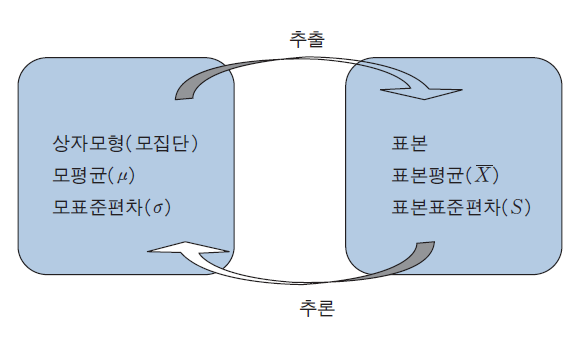 추출
상자모형(모집단)
모평균(μ)
모표준편차(σ)
표본
표본평균(X̅)
표본표준편차(S)
추론